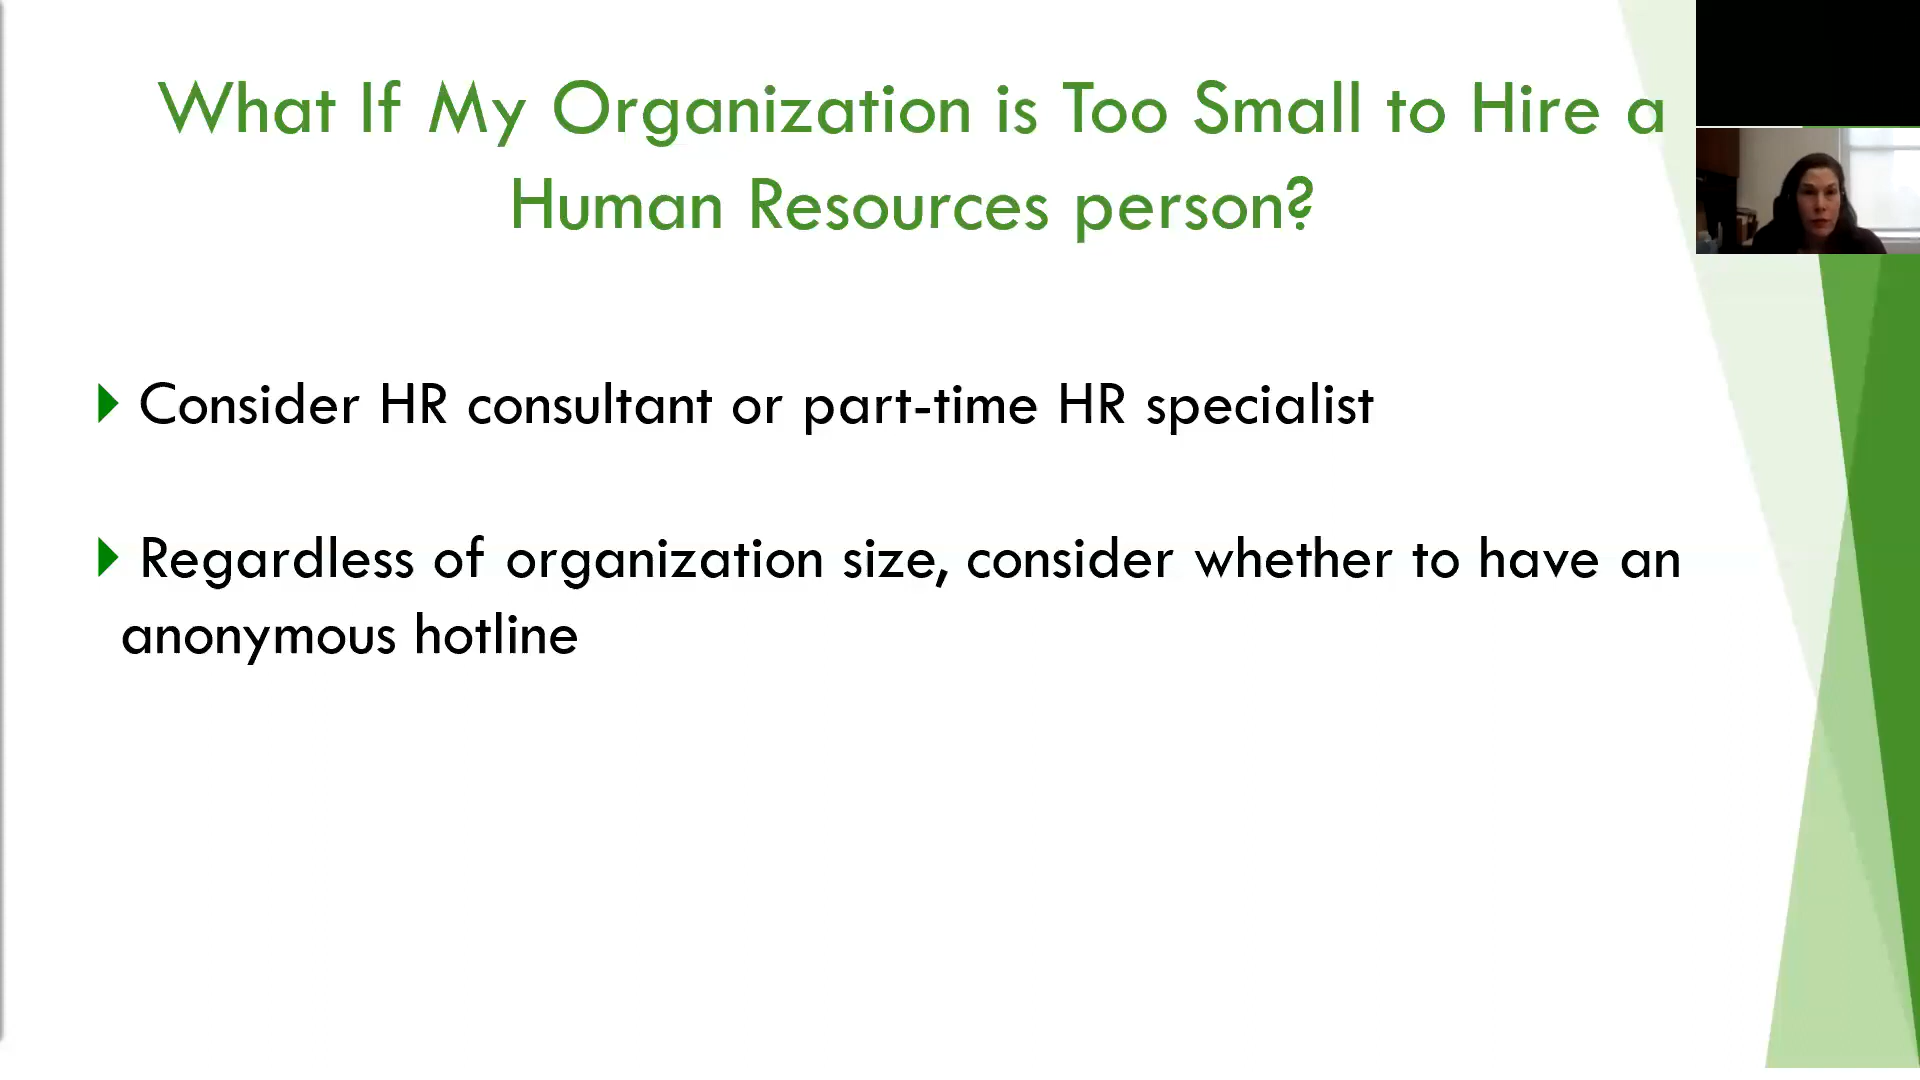 What If My Organization is Too Small to Hire a
Human Resources person?
Consider HR consultant or part-time HR specialist
Regardless of organization size, consider whether to have an
anonymous hotline